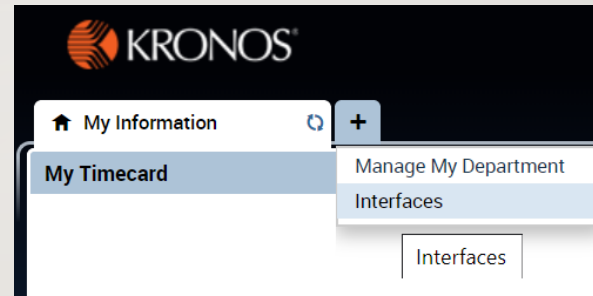 KRONOS
My Information
+
My Timecard
Manage My Department
Interfaces
Interfaces